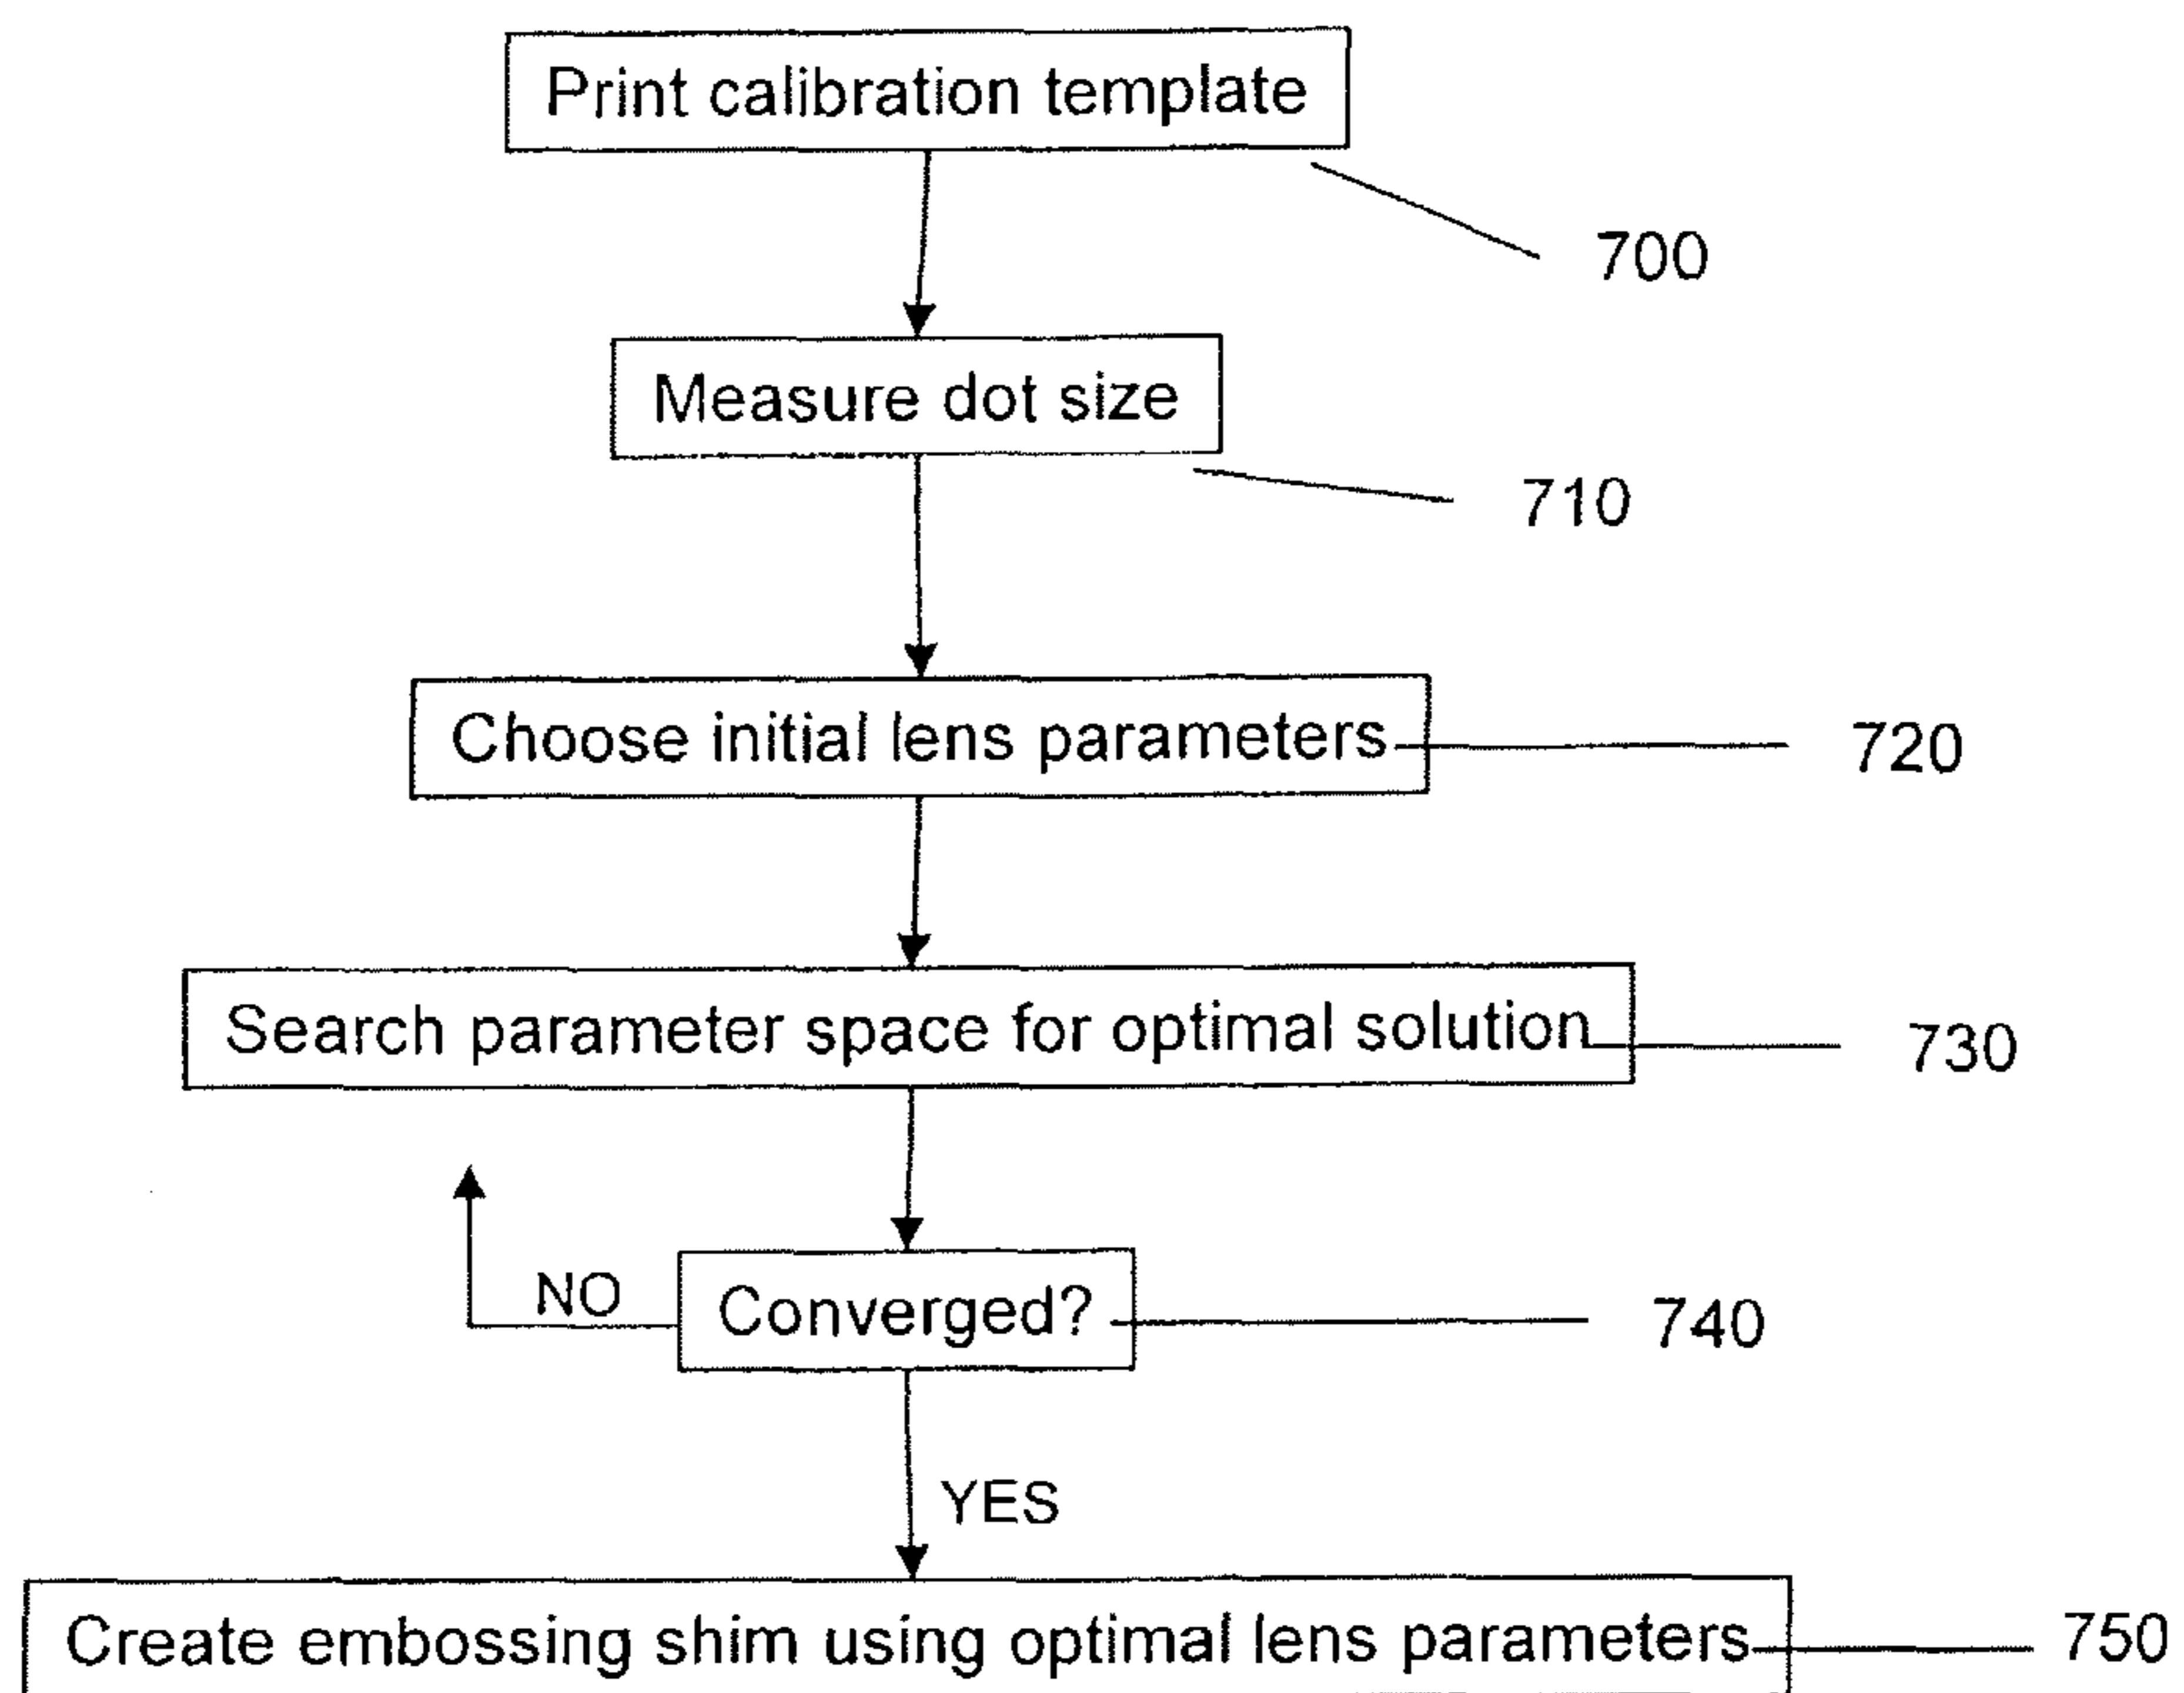 Print calibration template
700
Measure dot size
710
Choose initial lens parameters
720
Search parameter space for optimal solution
730
NO
Converged?
740
YES
Create embossing shim using optimal lens parameters
750